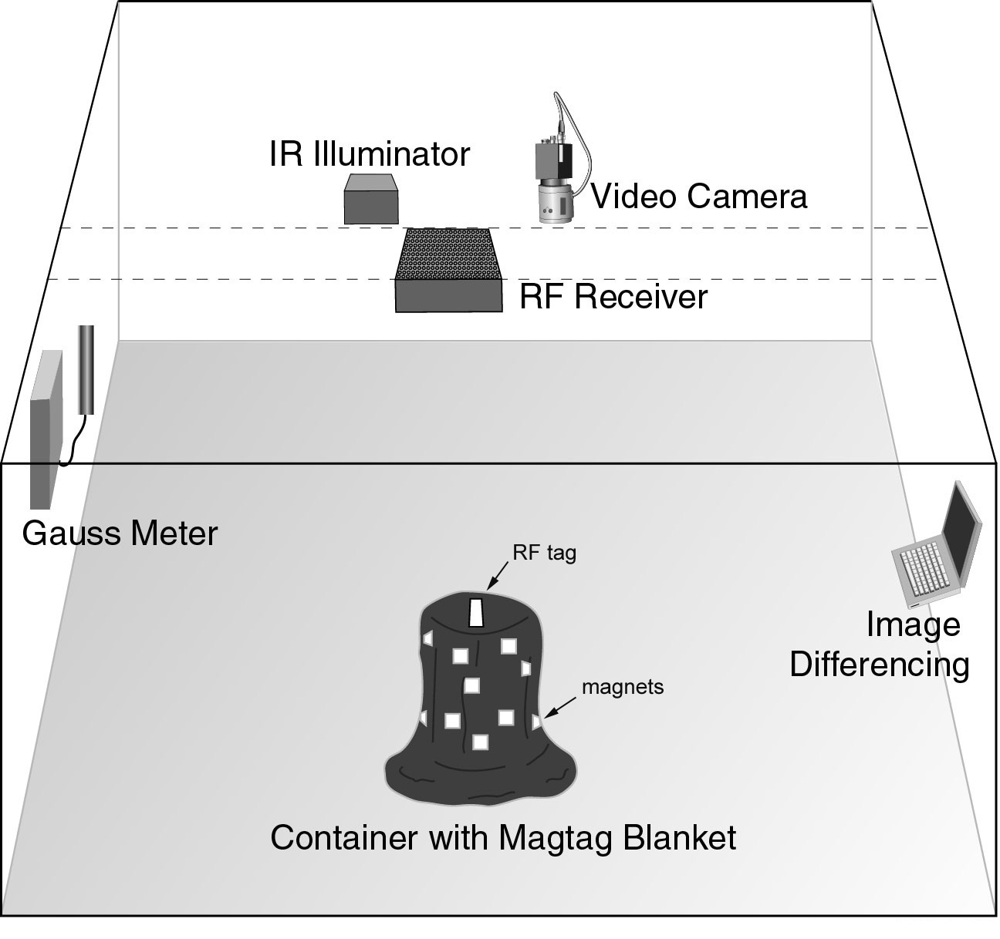 IR Illuminator
Video Camera
RF Receiver
Gauss Meter
RF tag
Image
Differencing
magnets
Container with Magtag Blanket